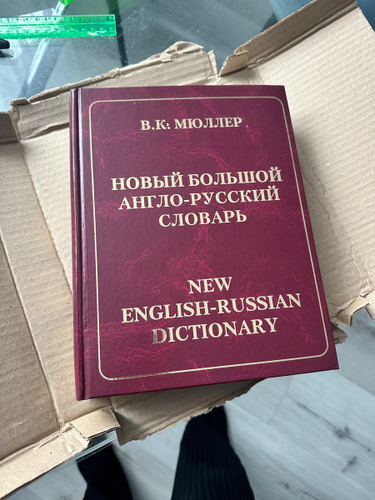 В.К. МЮЛЛЕР
НОВЫЙ БОЛЬШОЙ
АНГЛО-РУССКИЙ
СЛОВАРЬ
NEW
ENGLISH-RUSSIAN
DICTIONARY